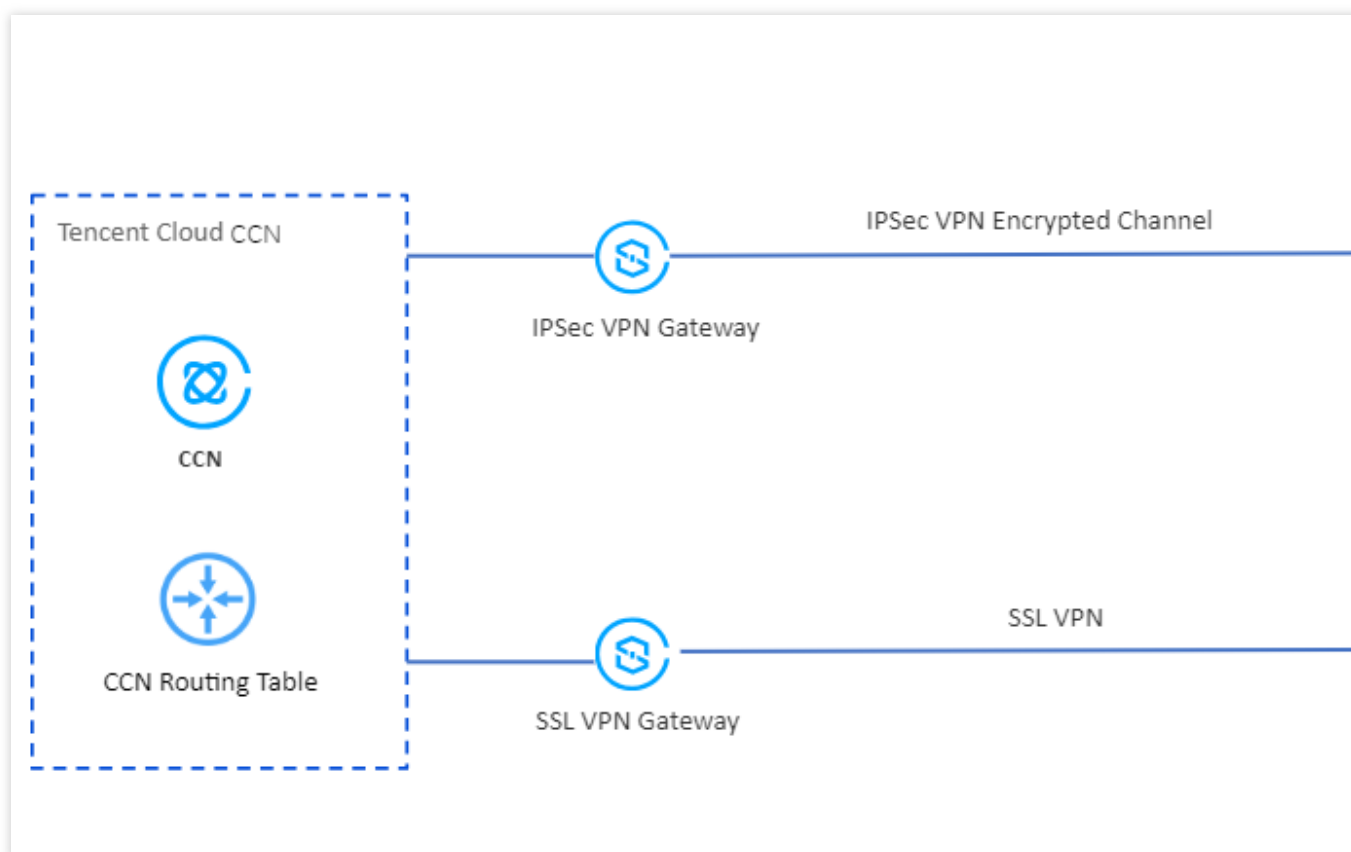 Tencent Cloud CCN
IPSec VPN Encrypted Channel
IPSec VPN Gateway
CCN
SSL VPN
CCN Routing Table
SSL VPN Gateway